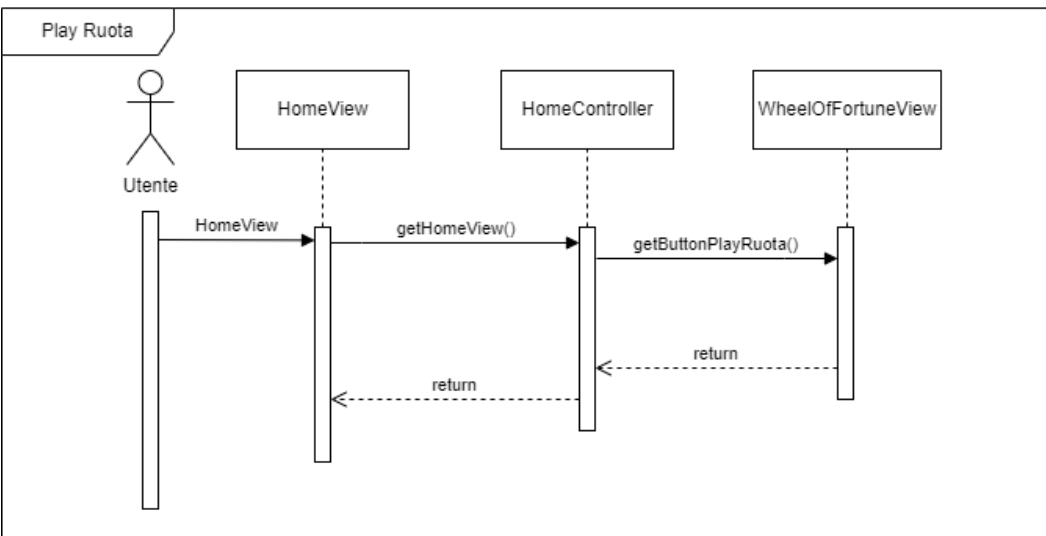 Play Ruota
HomeView
HomeController
WheelOfFortuneView
Utente
HomeView
getHomeView()
getButtonPlayRuota()
return
return